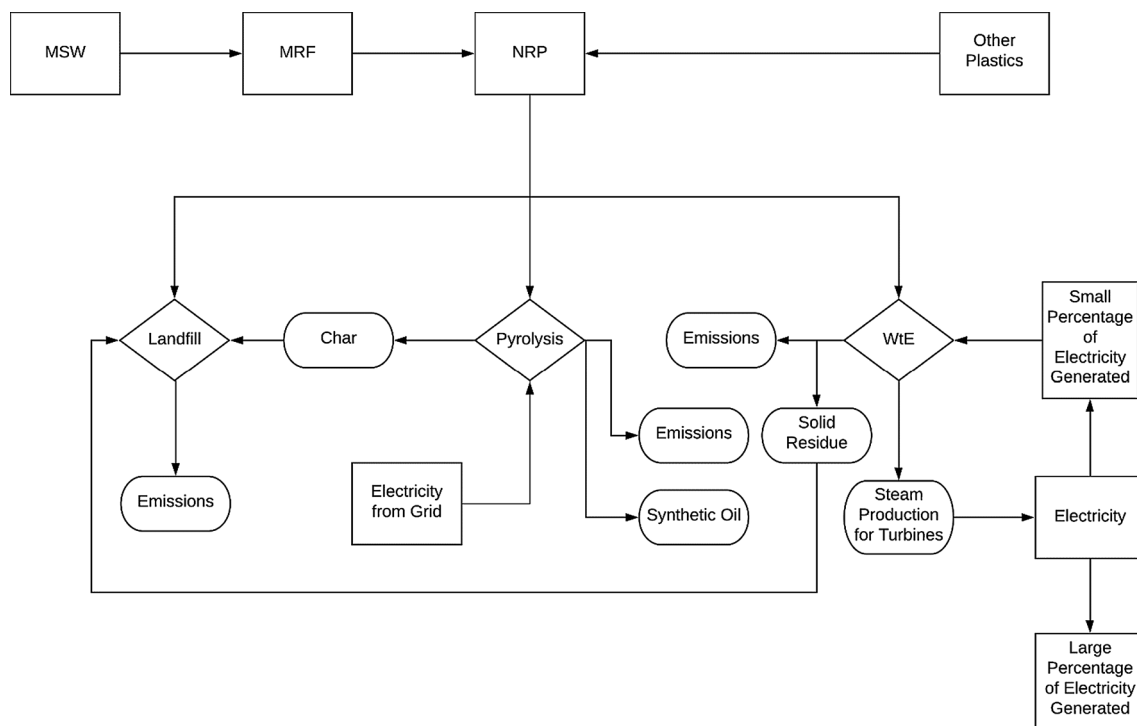 MSW
MRF
NRP
Other
Plastics
Landfill
Char
Pyrolysis
Emissions
WtE
Small
Percentage
of
Electricity
Generated
Emissions
Solid
Residue
Emissions
Electricity
from Grid
Synthetic Oil
Steam
Production
for Turbines
Electricity
Large
Percentage
of Electricity
Generated